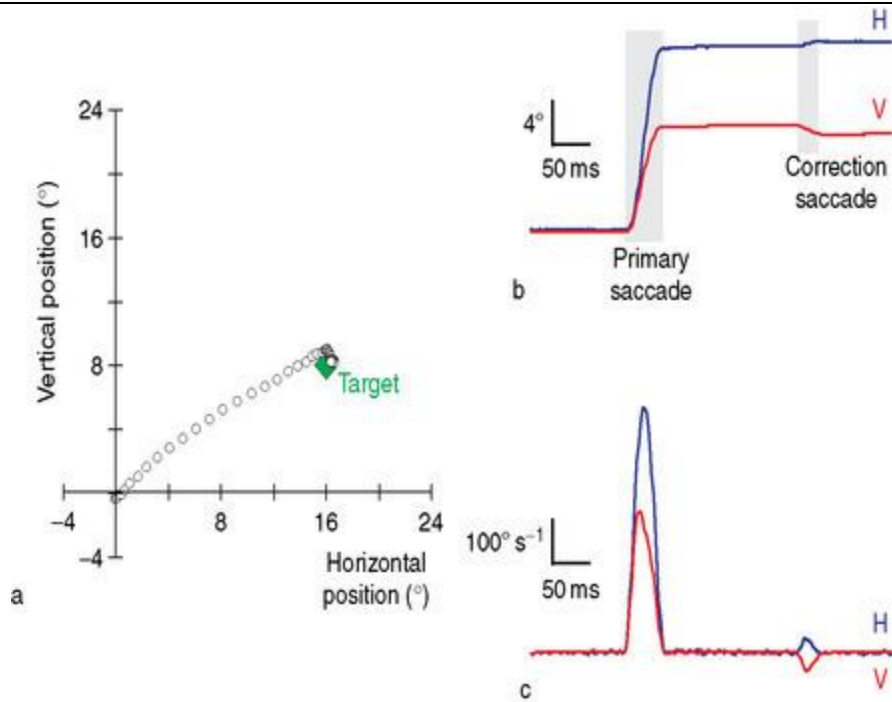 24
16
8
-4
-4
8
16
24
Vertical position (°)
Horizontal
position (°)
Target
a
H
V
4°
50 ms
Primary
saccade
Correction
saccade
b
100° s⁻¹
50 ms
H
V
c